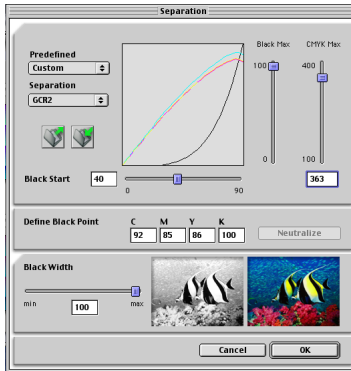 Separation
Predefined
Custom
Separation
GCR2
Black Start 40
0 90
Black Max CMYK Max
100 400
0 100
363
Define Black Point
C M Y K
92 85 86 100
Neutralize
Black Width
min 100 max
Cancel OK